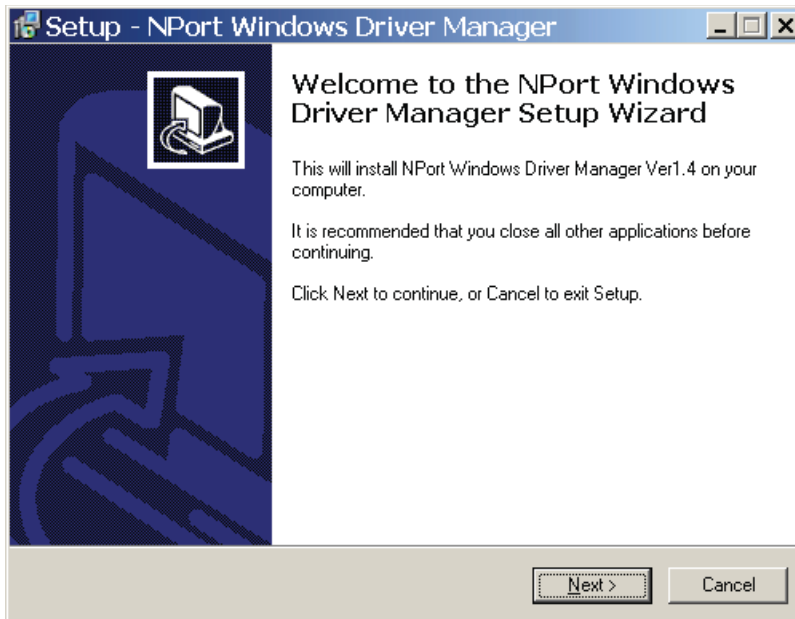 Setup - NPort Windows Driver Manager
Welcome to the NPort Windows
Driver Manager Setup Wizard
This will install NPort Windows Driver Manager Ver1.4 on your
computer.
It is recommended that you close all other applications before
continuing.
Click Next to continue, or Cancel to exit Setup.
Next >
Cancel